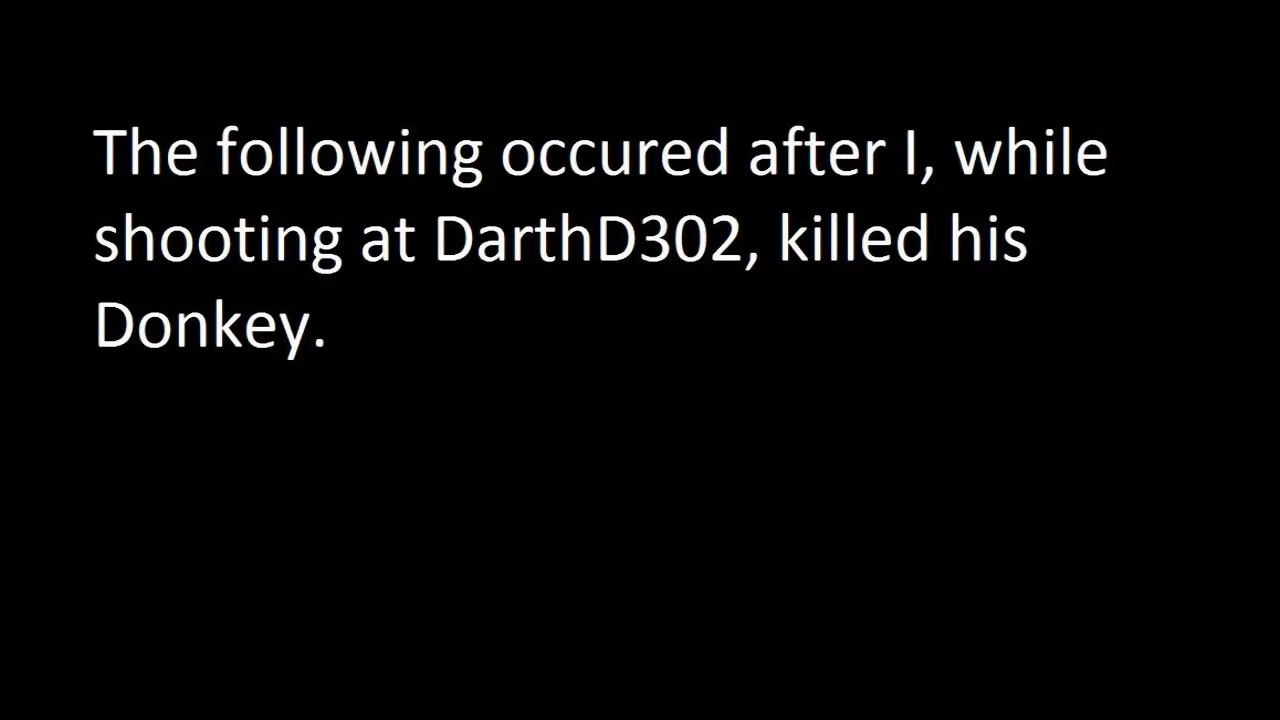 The following occured after I, while
shooting at DarthD302, killed his
Donkey.